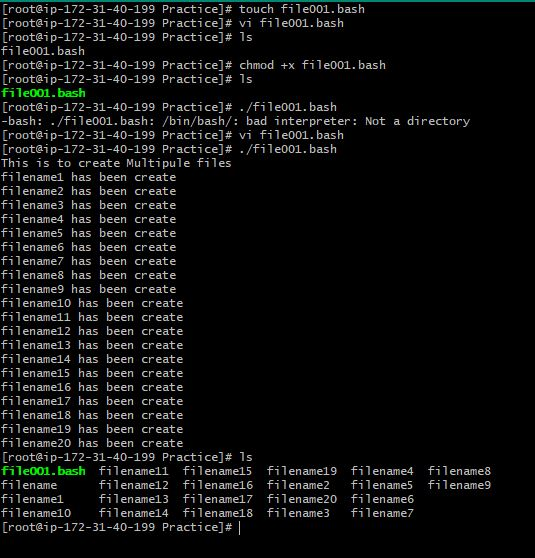 [root@ip-172-31-40-199 Practice]# touch file001.bash
[root@ip-172-31-40-199 Practice]# vi file001.bash
[root@ip-172-31-40-199 Practice]# ls
file001.bash
[root@ip-172-31-40-199 Practice]# chmod +x file001.bash
[root@ip-172-31-40-199 Practice]# ls
file001.bash
[root@ip-172-31-40-199 Practice]# ./file001.bash
-bash: ./file001.bash: /bin/bash/: bad interpreter: Not a directory
[root@ip-172-31-40-199 Practice]# vi file001.bash
[root@ip-172-31-40-199 Practice]# ./file001.bash
This is to create Multipule files
filename1 has been create
filename2 has been create
filename3 has been create
filename4 has been create
filename5 has been create
filename6 has been create
filename7 has been create
filename8 has been create
filename9 has been create
filename10 has been create
filename11 has been create
filename12 has been create
filename13 has been create
filename14 has been create
filename15 has been create
filename16 has been create
filename17 has been create
filename18 has been create
filename19 has been create
filename20 has been create
[root@ip-172-31-40-199 Practice]# ls
file001.bash filename11 filename15 filename19 filename4 filename8
filename filename12 filename16 filename2 filename5 filename9
filename1 filename13 filename17 filename20 filename6
filename10 filename14 filename18 filename3 filename7
[root@ip-172-31-40-199 Practice]#